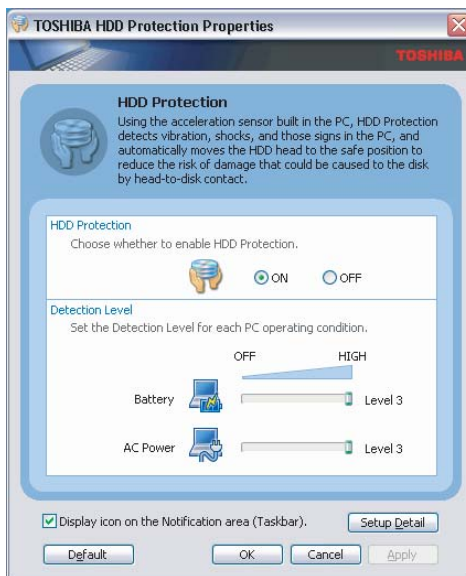 TOSHIBA HDD Protection Properties
TOSHIBA
HDD Protection
Using the acceleration sensor built in the PC, HDD Protection
detects vibration, shocks, and those signs in the PC, and
automatically moves the HDD head to the safe position to
reduce the risk of damage that could be caused to the disk
by head-to-disk contact.
HDD Protection
Choose whether to enable HDD Protection.
ON OFF
Detection Level
Set the Detection Level for each PC operating condition.
OFF HIGH
Battery Level 3
AC Power Level 3
Display icon on the Notification area (Taskbar). Setup Detail
Default OK Cancel Apply